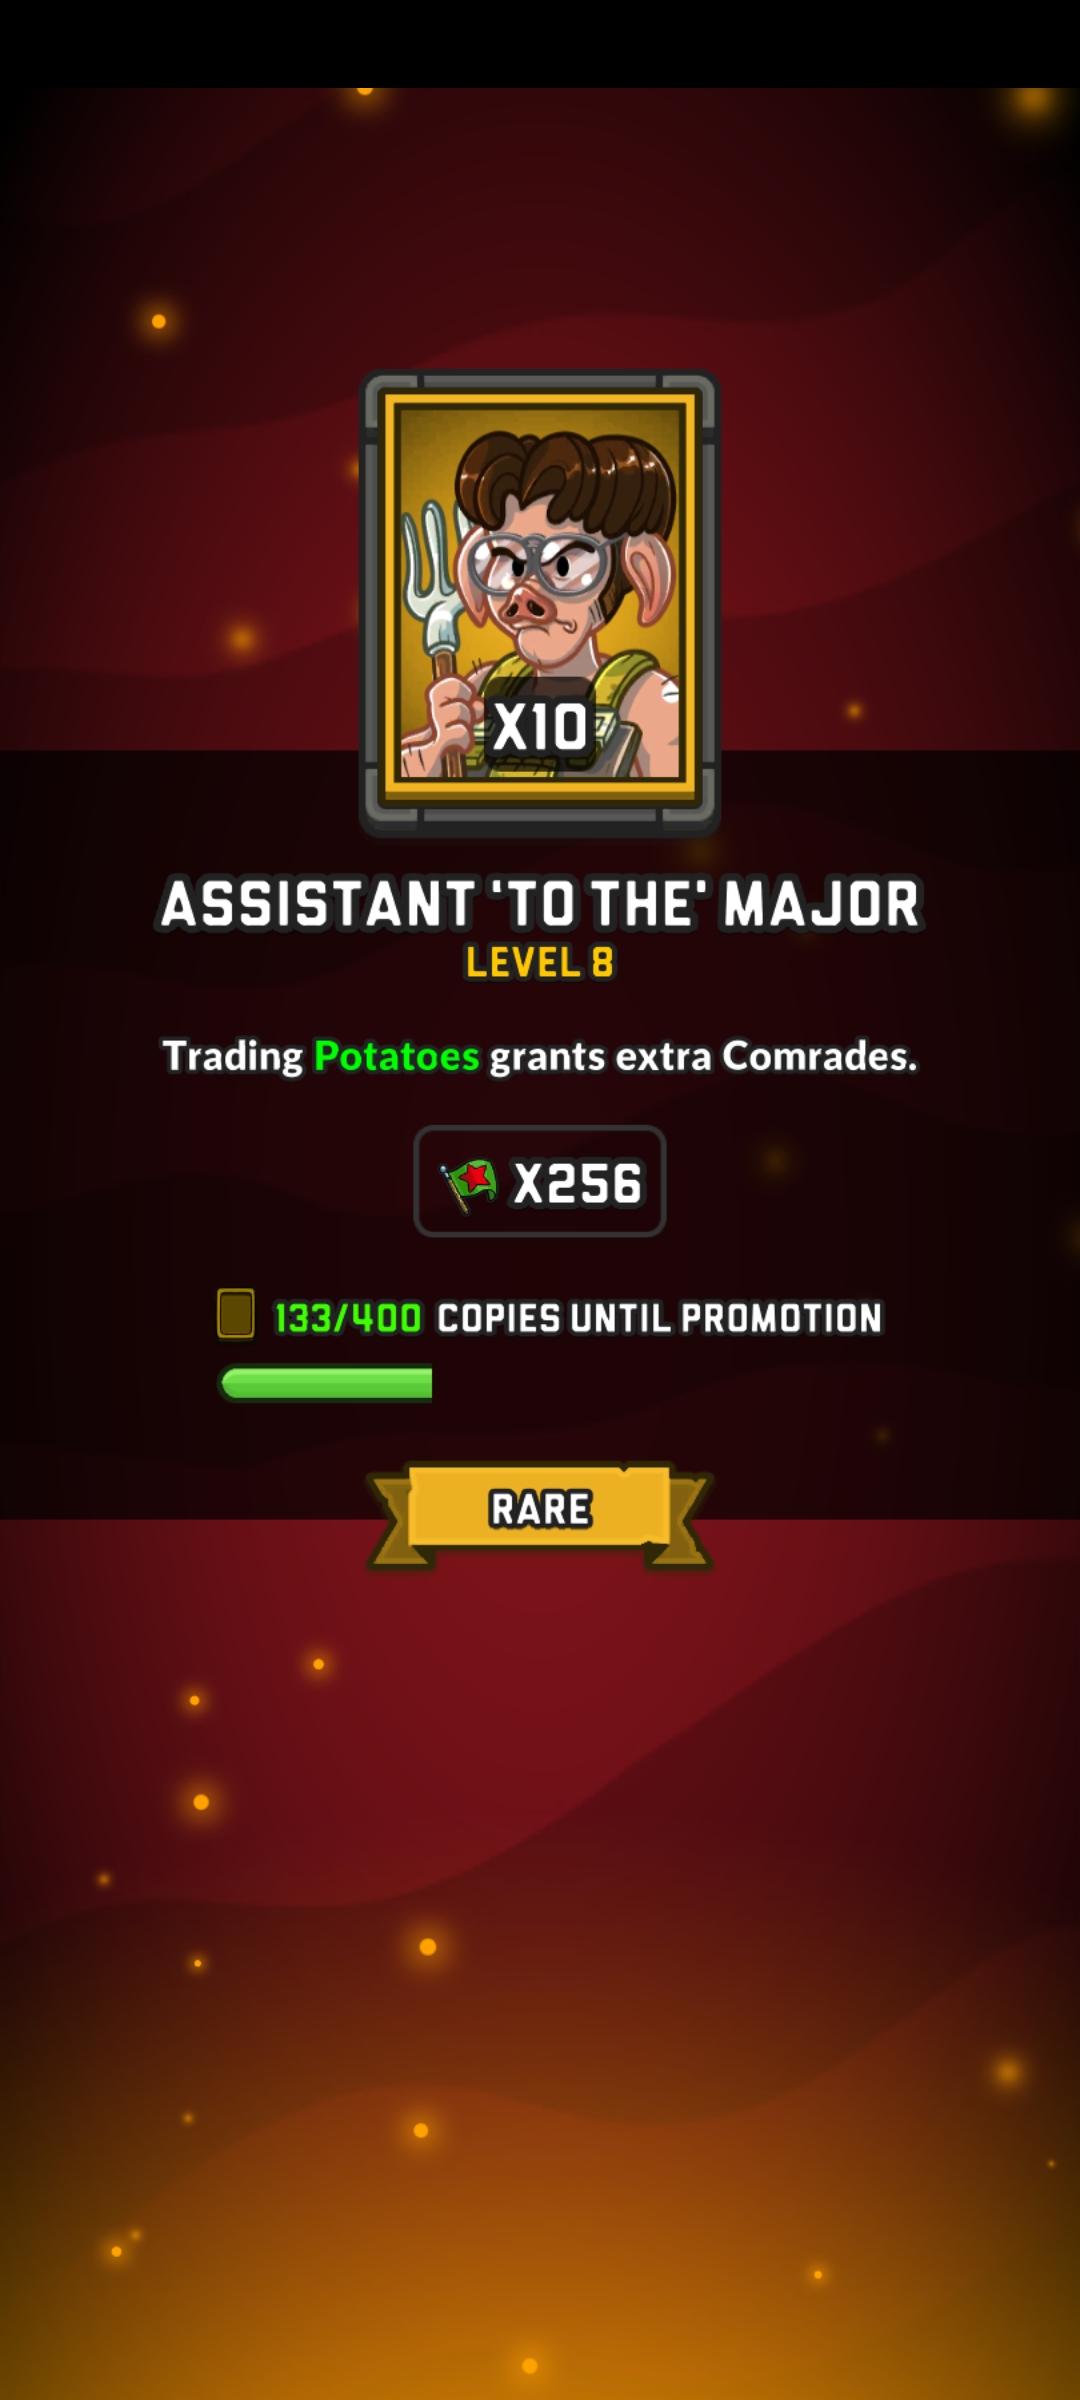 X10
ASSISTANT 'TO THE' MAJOR
LEVEL 8
Trading Potatoes grants extra Comrades.
X256
133/400 COPIES UNTIL PROMOTION
RARE